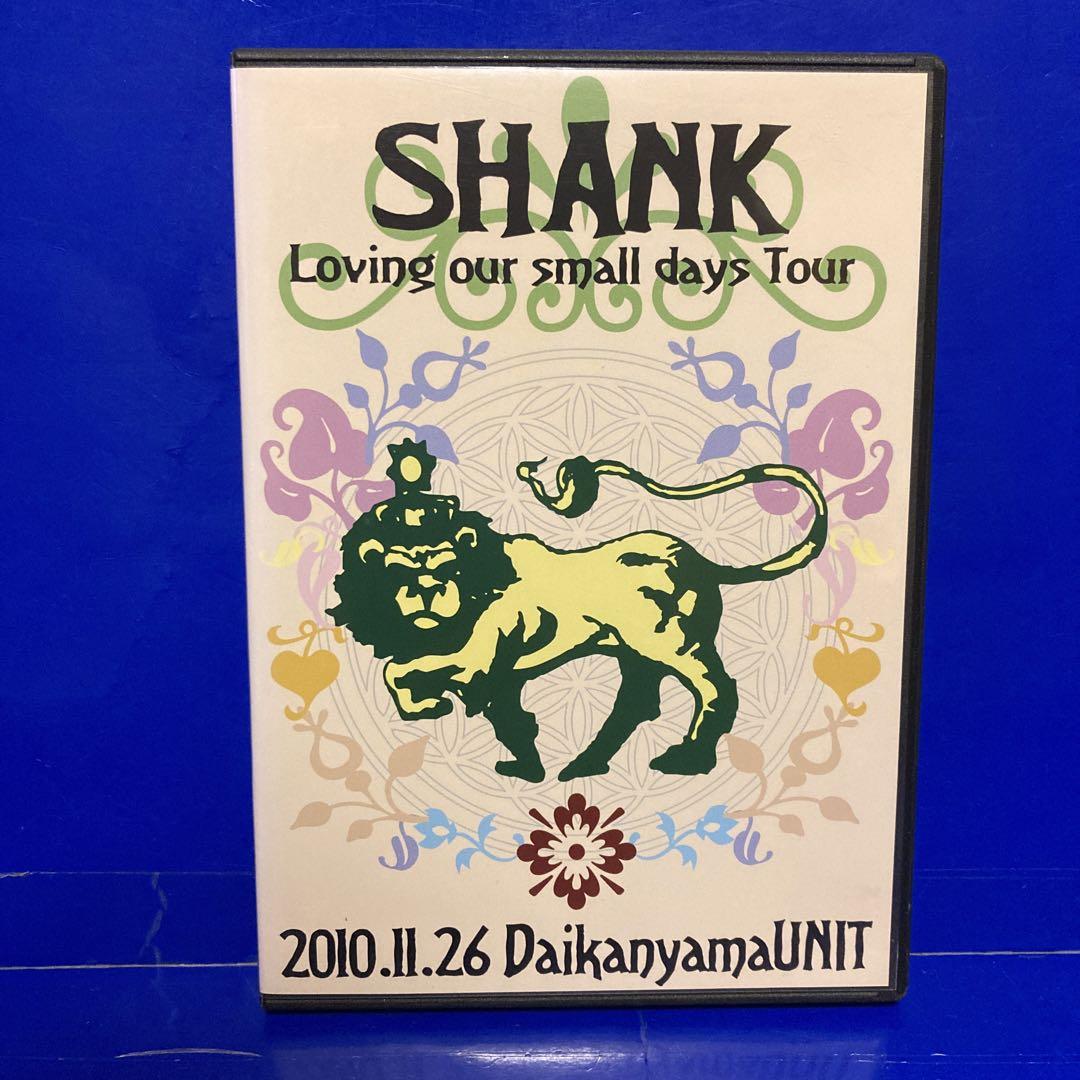 SHANK
Loving our small days Tour
2010.11.26 DaikanyamaUNIT